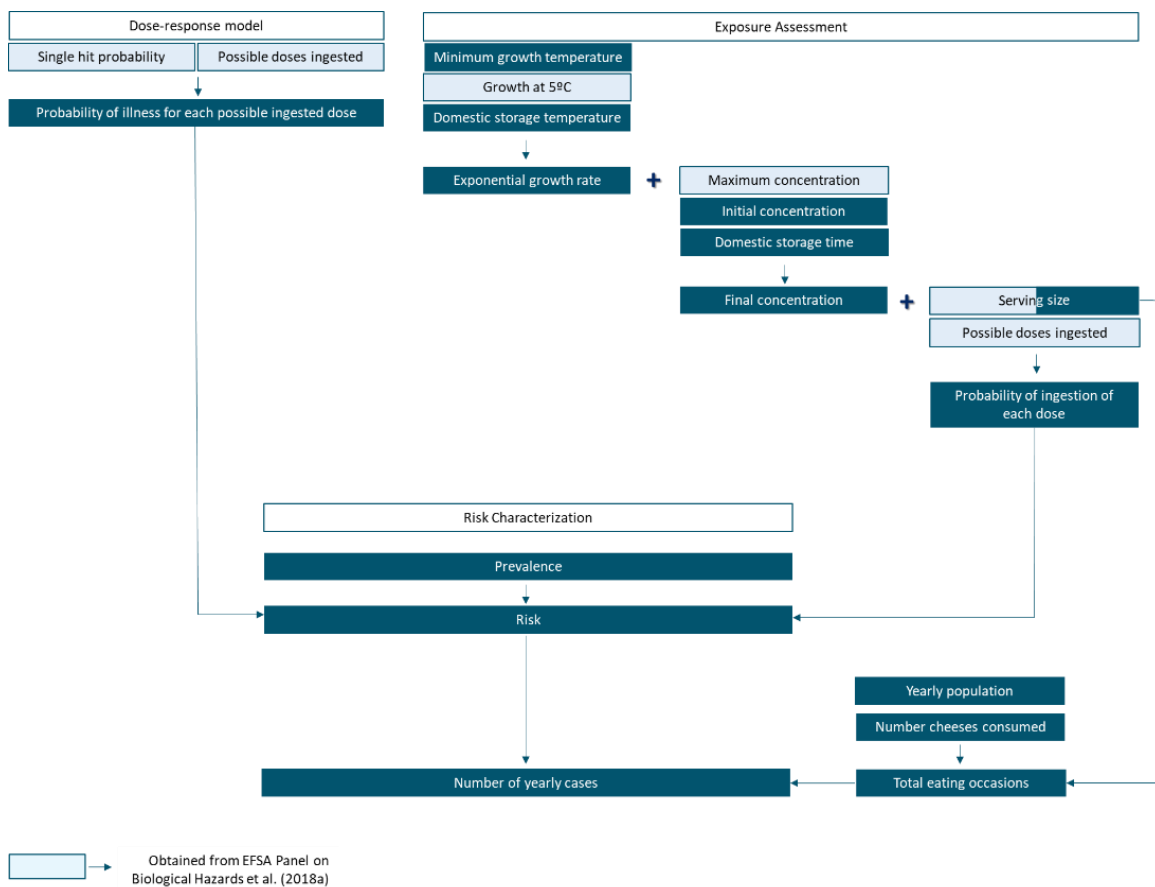 Dose-response model
Single hit probability
Possible doses ingested
Probability of illness for each possible ingested dose
Exposure Assessment
Minimum growth temperature
Growth at 5ºC
Domestic storage temperature
Exponential growth rate
+
Maximum concentration
Initial concentration
Domestic storage time
Final concentration
+
Serving size
Possible doses ingested
Probability of ingestion of
each dose
Risk Characterization
Prevalence
Risk
Yearly population
Number cheeses consumed
Number of yearly cases
Total eating occasions
Obtained from EFSA Panel on
Biological Hazards et al. (2018a)